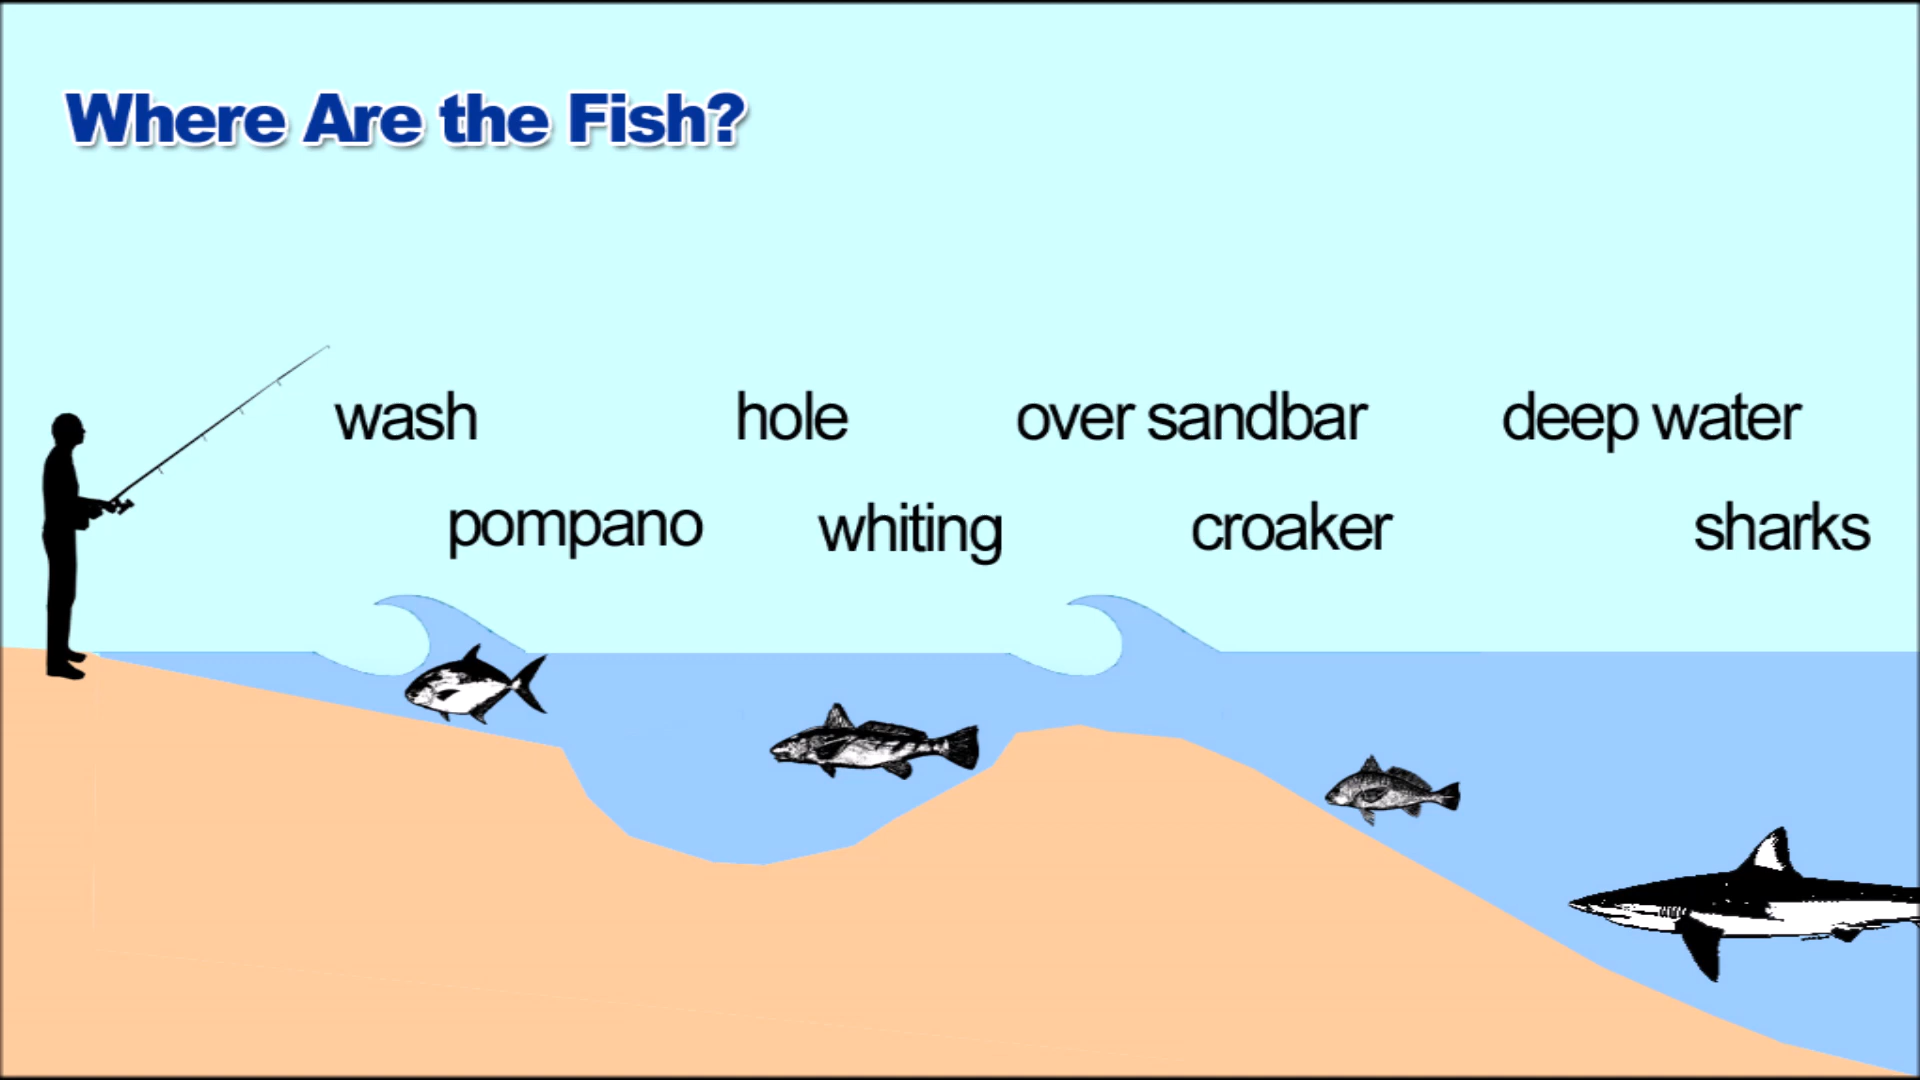 Where Are the Fish?
wash hole over sandbar deep water
pompano whiting croaker sharks